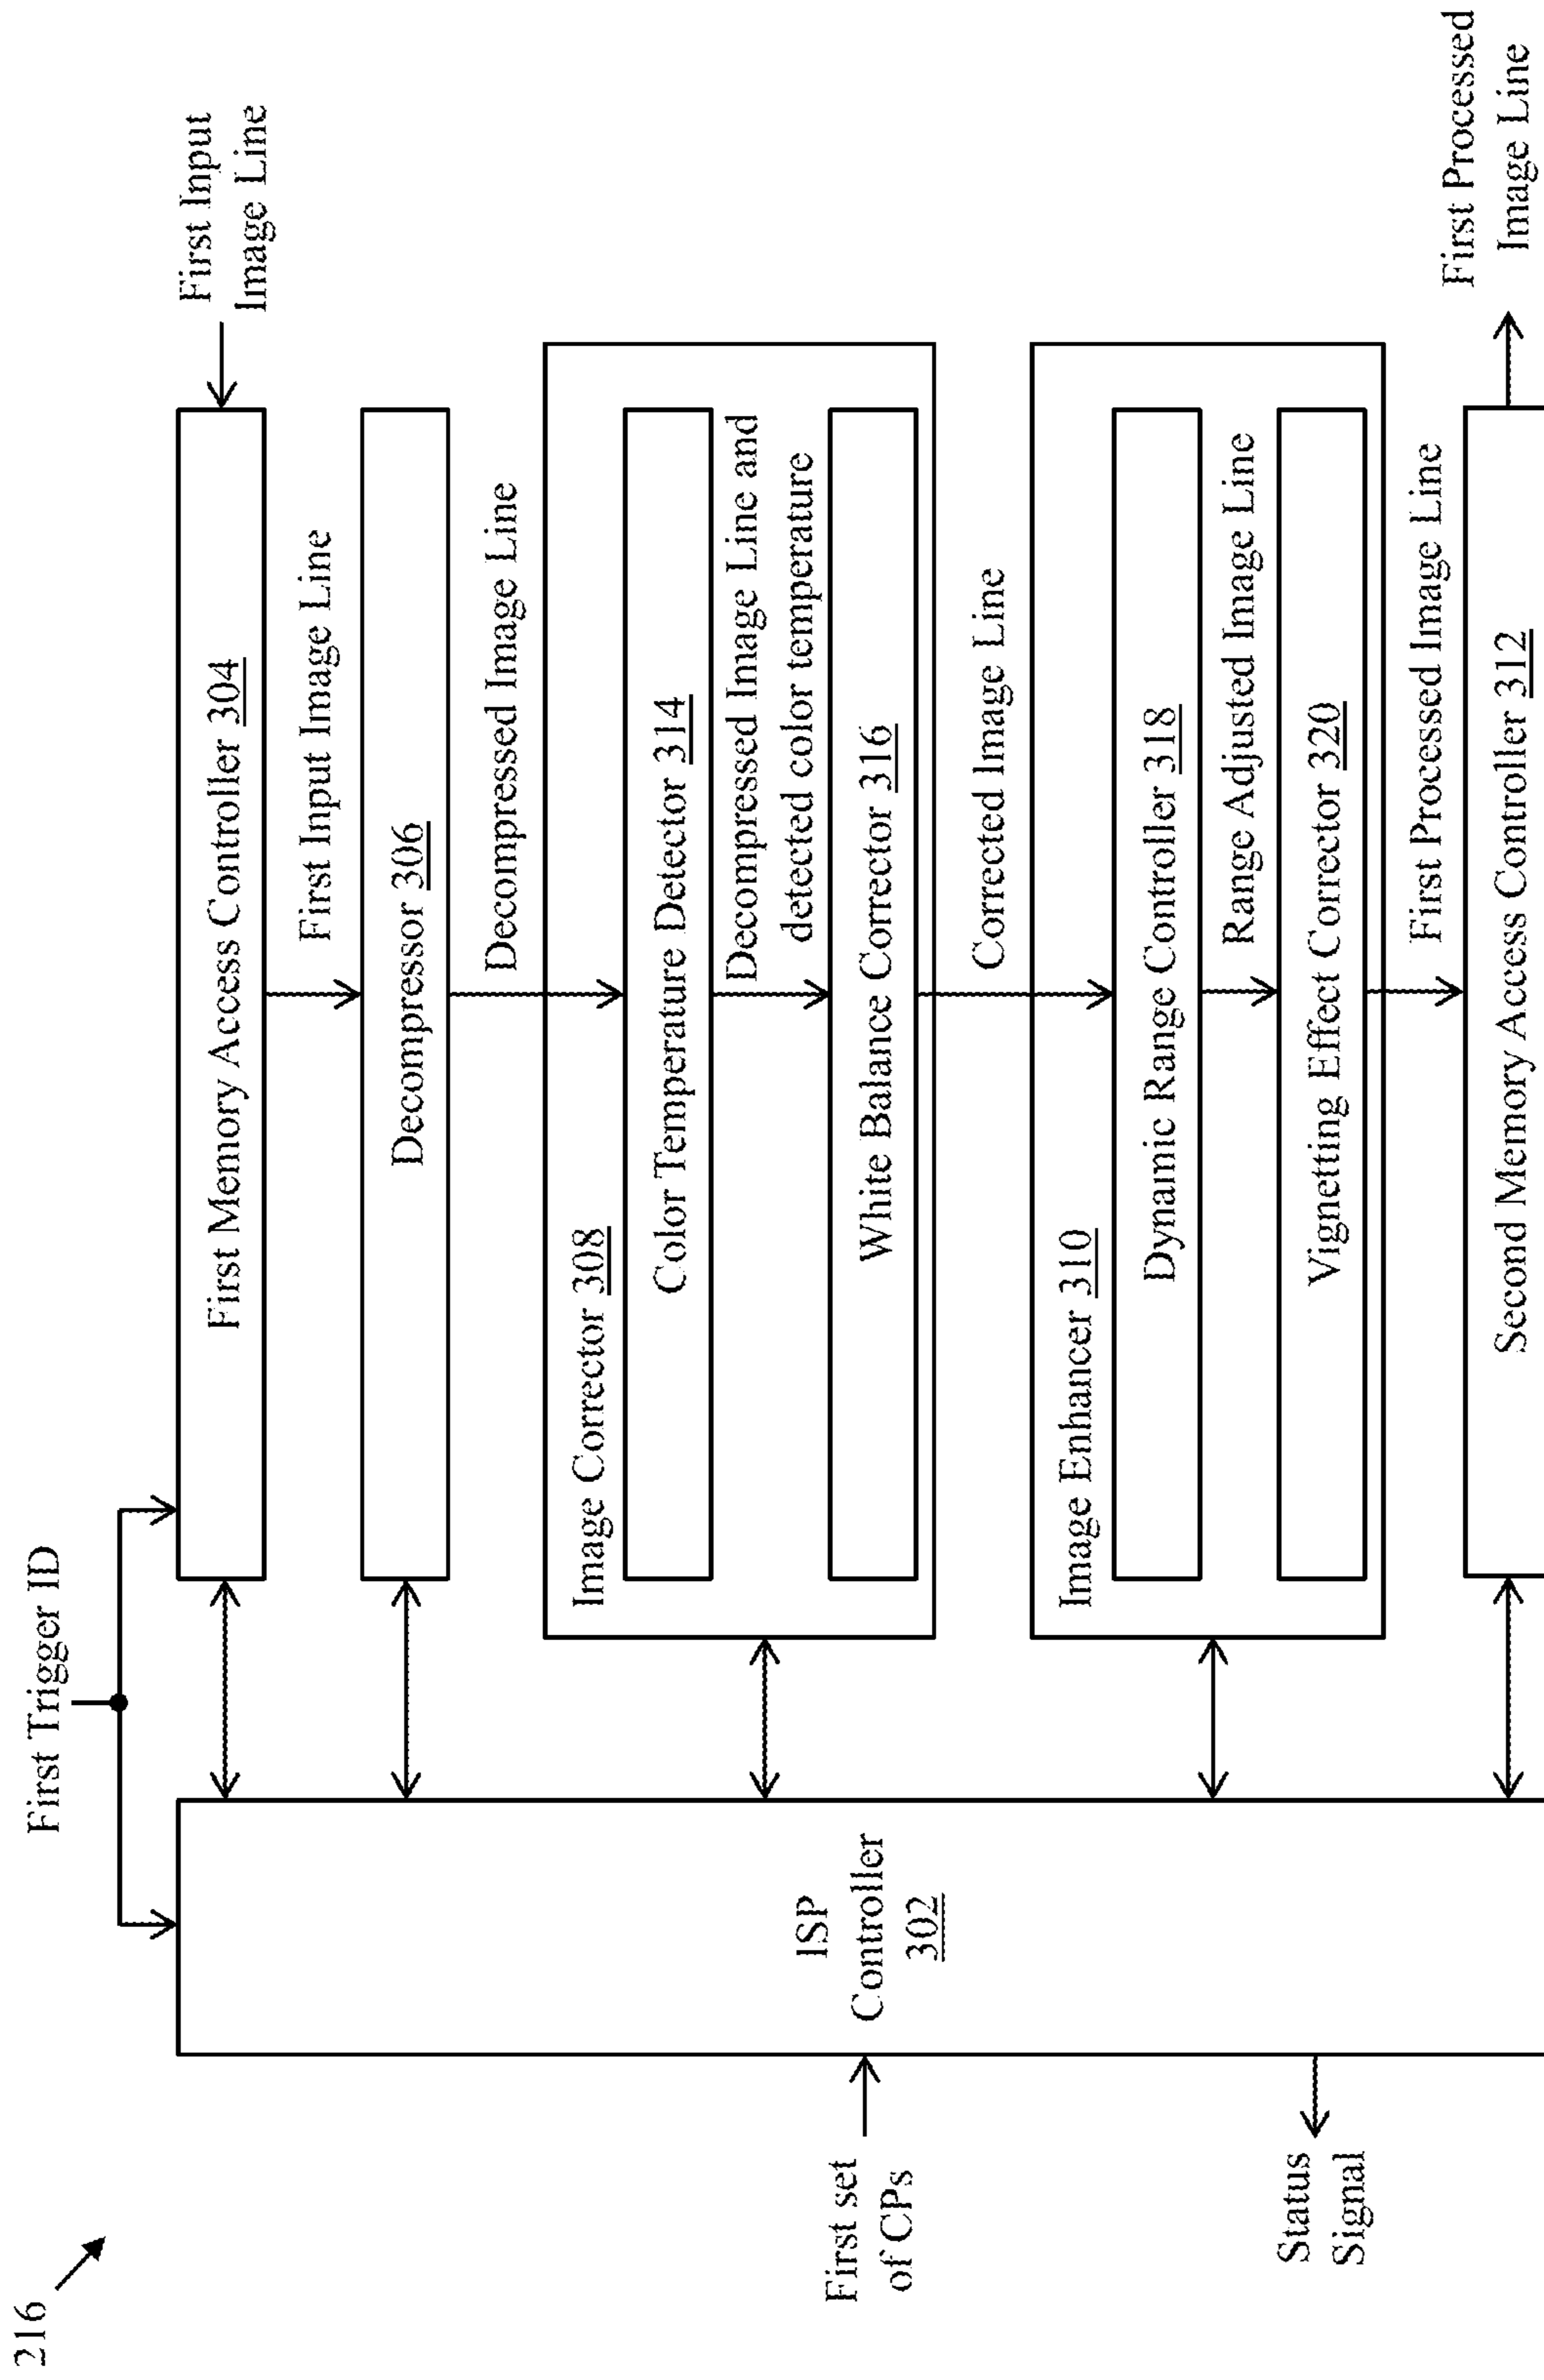 216
First Trigger ID
First Input
Image Line
First Memory Access Controller 304
First Input Image Line
Decompressor 306
Decompressed Image Line
Image Corrector 308
Color Temperature Detector 314
Decompressed Image Line and
detected color temperature
White Balance Corrector 316
Corrected Image Line
Image Enhancer 310
Dynamic Range Controller 318
Range Adjusted Image Line
Vignetting Effect Corrector 320
First Processed Image Line
Second Memory Access Controller 312
First Processed
Image Line
ISP
Controller
302
First set
of CPs
Status
Signal